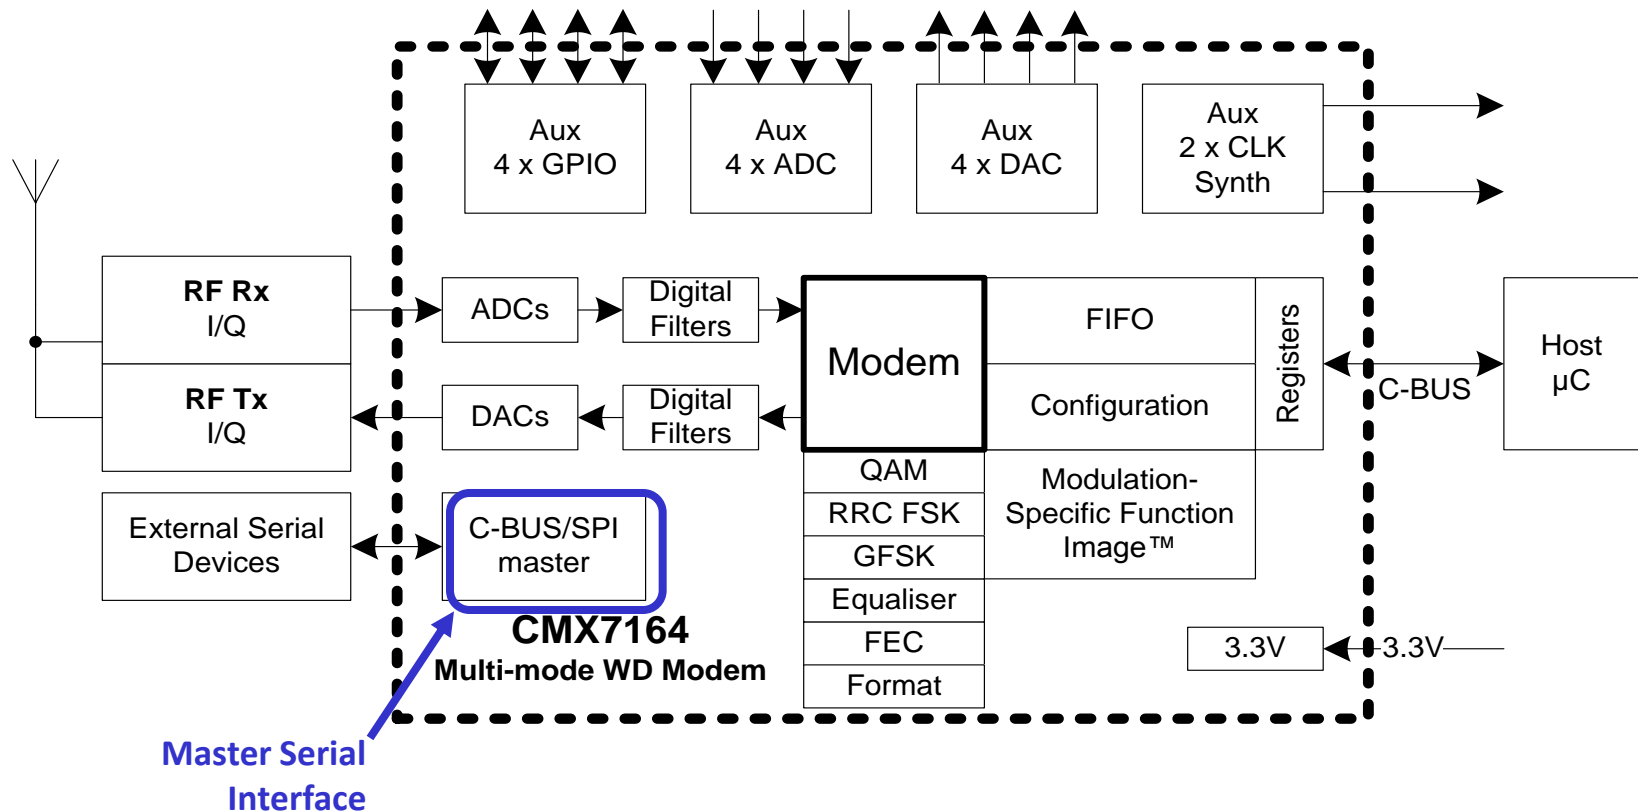 Aux
4 x GPIO
Aux
4 x ADC
Aux
4 x DAC
Aux
2 x CLK
Synth
RF Rx
I/Q
ADCs
Digital
Filters
Modem
FIFO
Registers
Host
µC
C-BUS
RF Tx
I/Q
DACs
Digital
Filters
Configuration
QAM
RRC FSK
GFSK
Equaliser
FEC
Format
Modulation-
Specific Function
Image™
External Serial
Devices
C-BUS/SPI
master
CMX7164
Multi-mode WD Modem
3.3V
3.3V
Master Serial
Interface